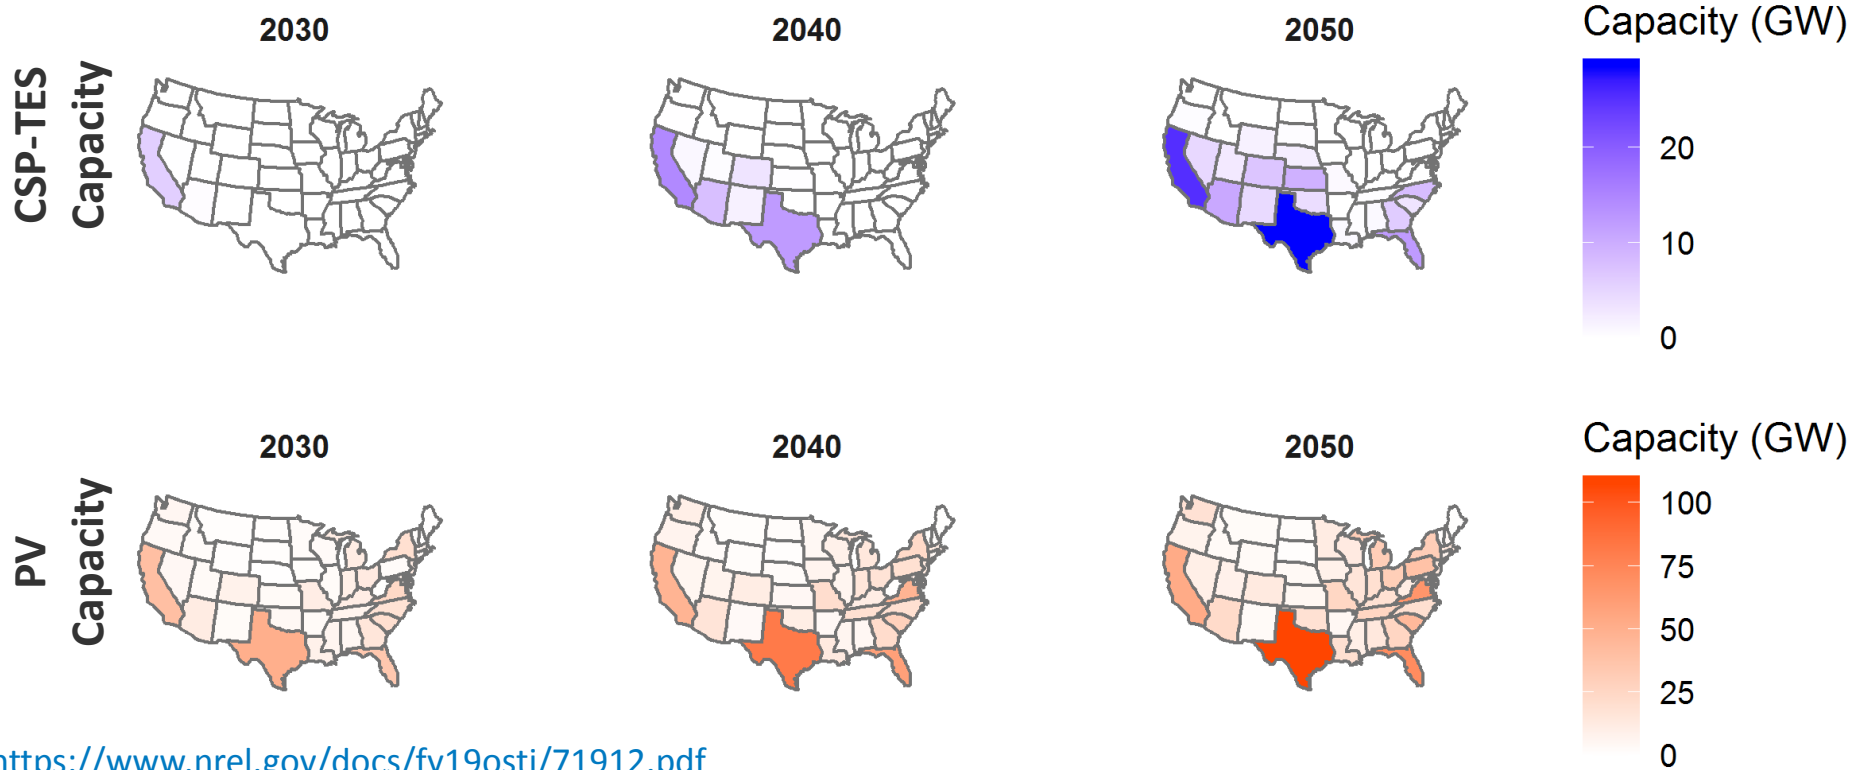 2030
2040
2050
Capacity (GW)
CSP-TES
Capacity
20
10
0
2030
2040
2050
Capacity (GW)
PV
Capacity
100
75
50
25
0
https://www.nrel.gov/docs/fy19osti/71912.pdf